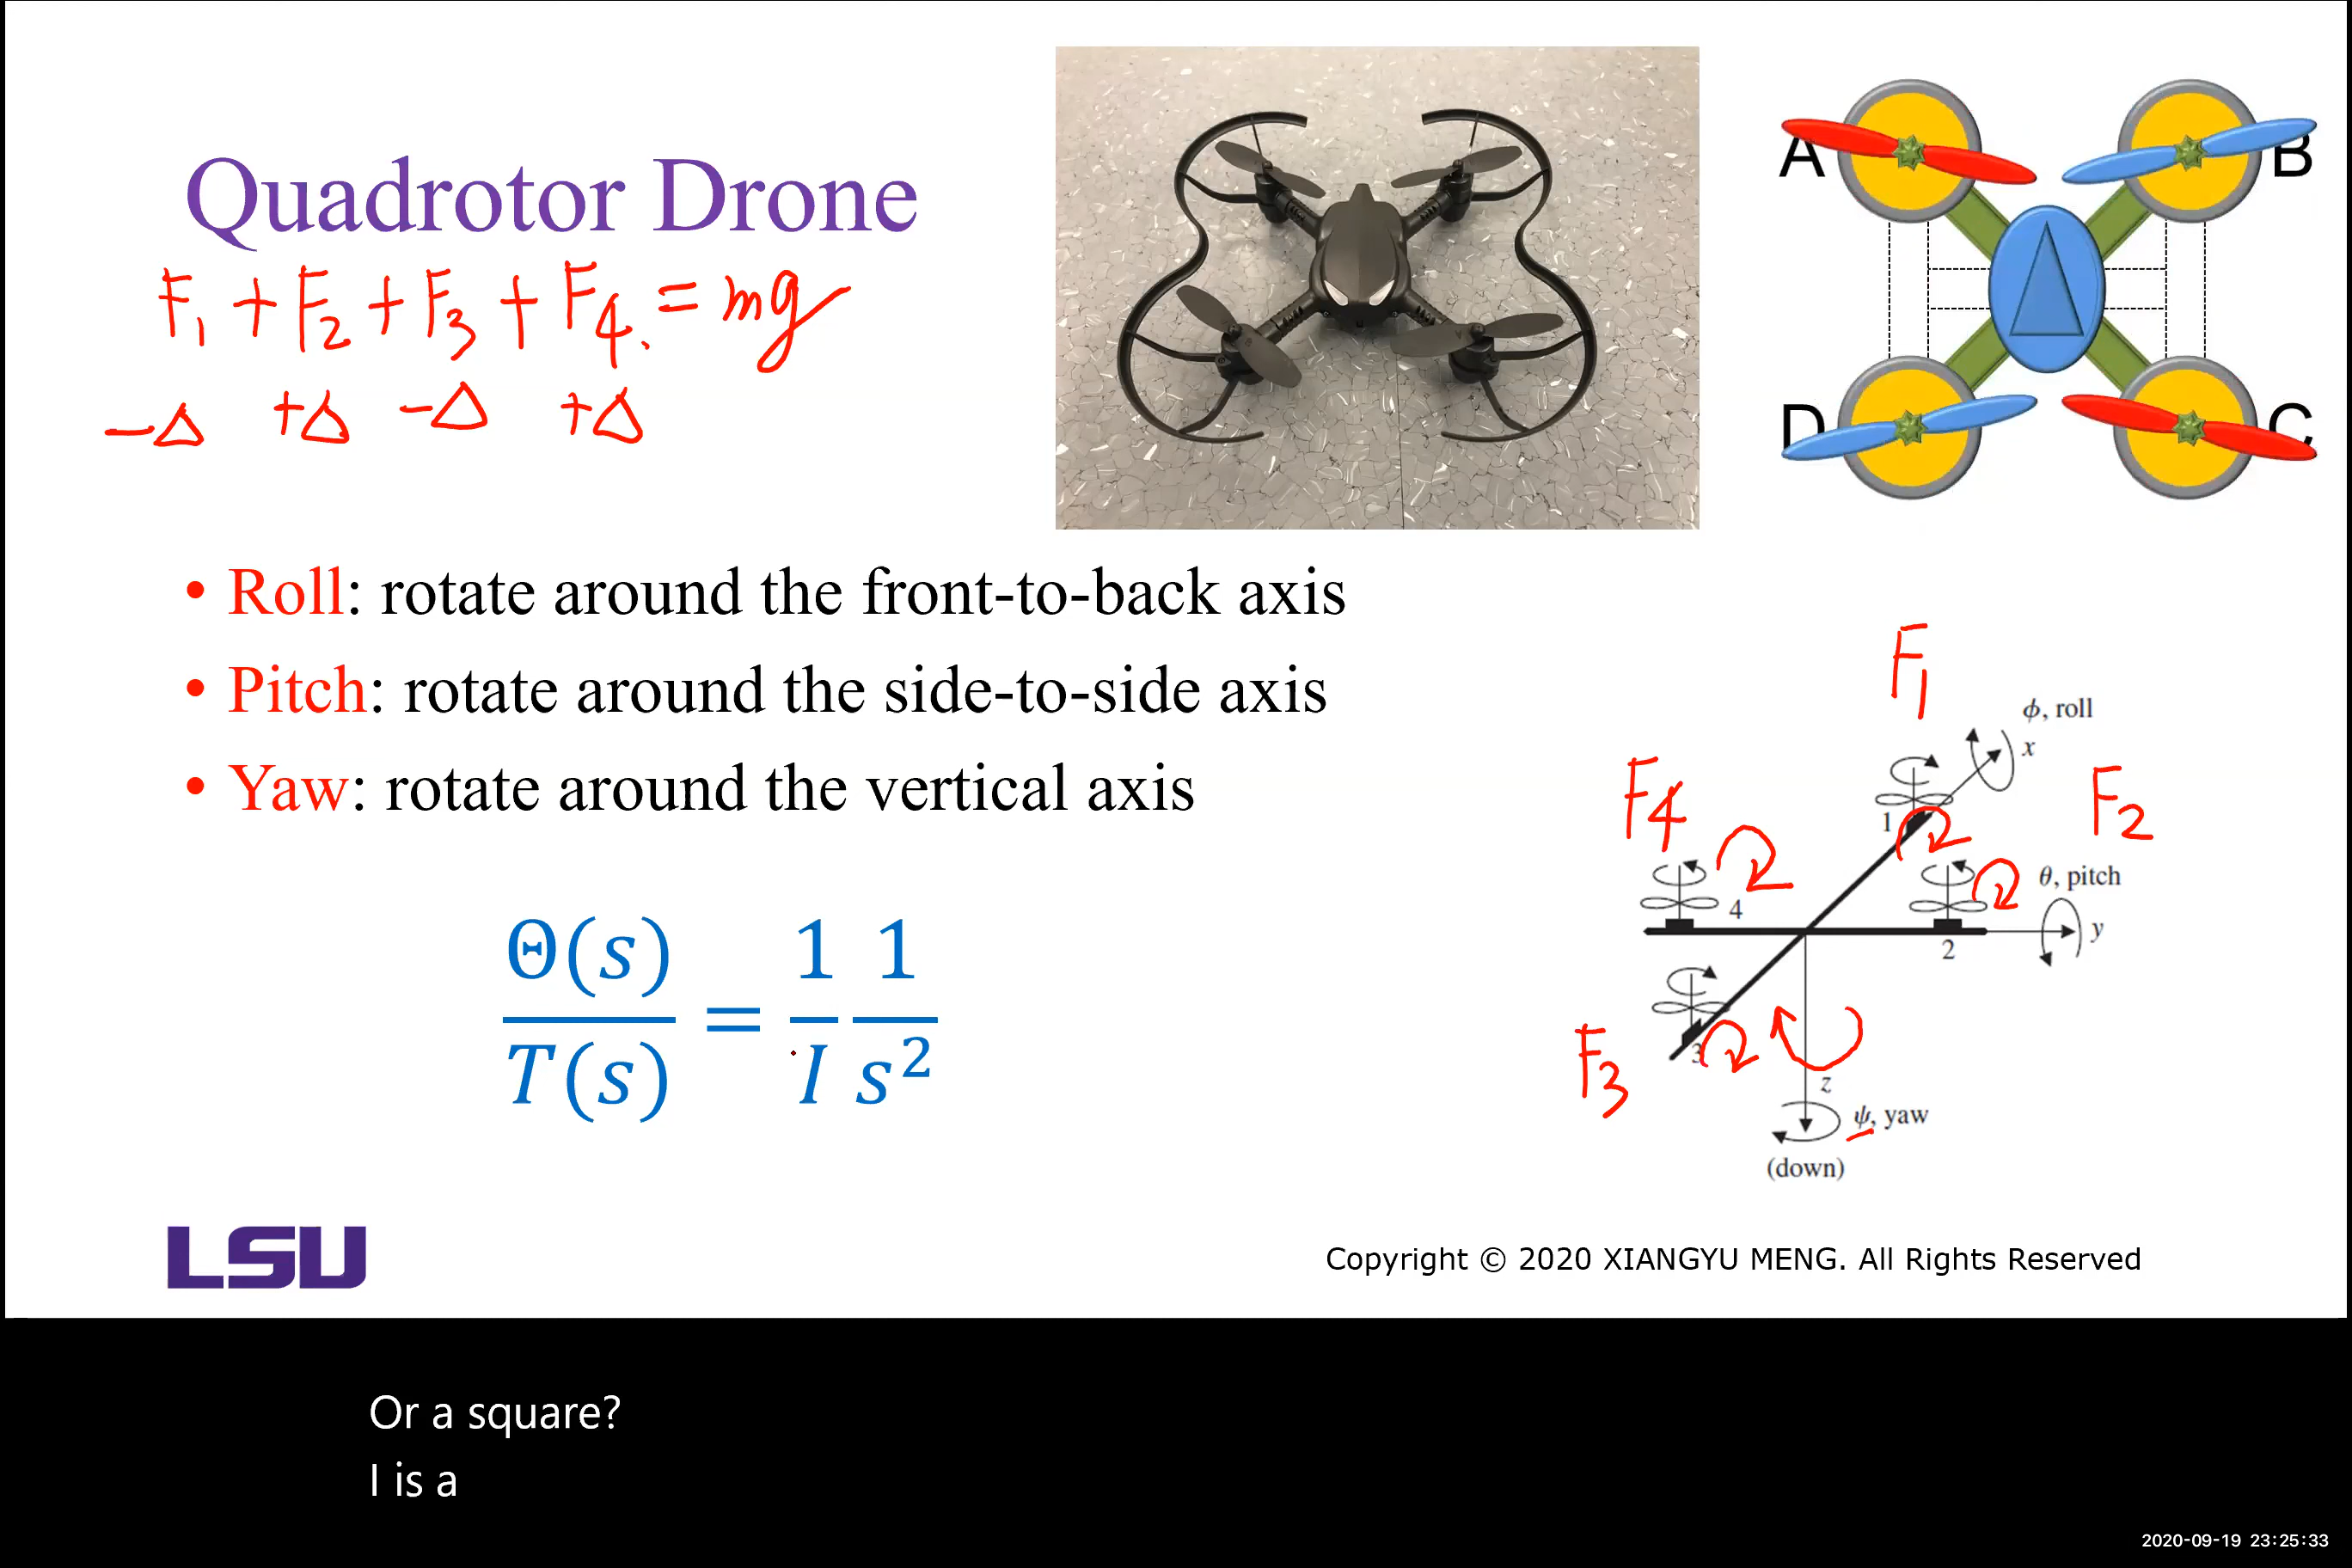 Quadrotor Drone
F₁ + F₂ + F₃ + F₄ = mg
-Δ +Δ -Δ +Δ
A
B
D
C
• Roll: rotate around the front-to-back axis
• Pitch: rotate around the side-to-side axis
• Yaw: rotate around the vertical axis
Θ(s)/T(s) = 1/I 1/s²
F₁
ϕ, roll
x
F₄
F₂
1
4
θ, pitch
y
2
F₃
3
z
ψ, yaw
(down)
LSU
Copyright © 2020 XIANGYU MENG. All Rights Reserved
Or a square?
I is a
2020-09-19 23:25:33